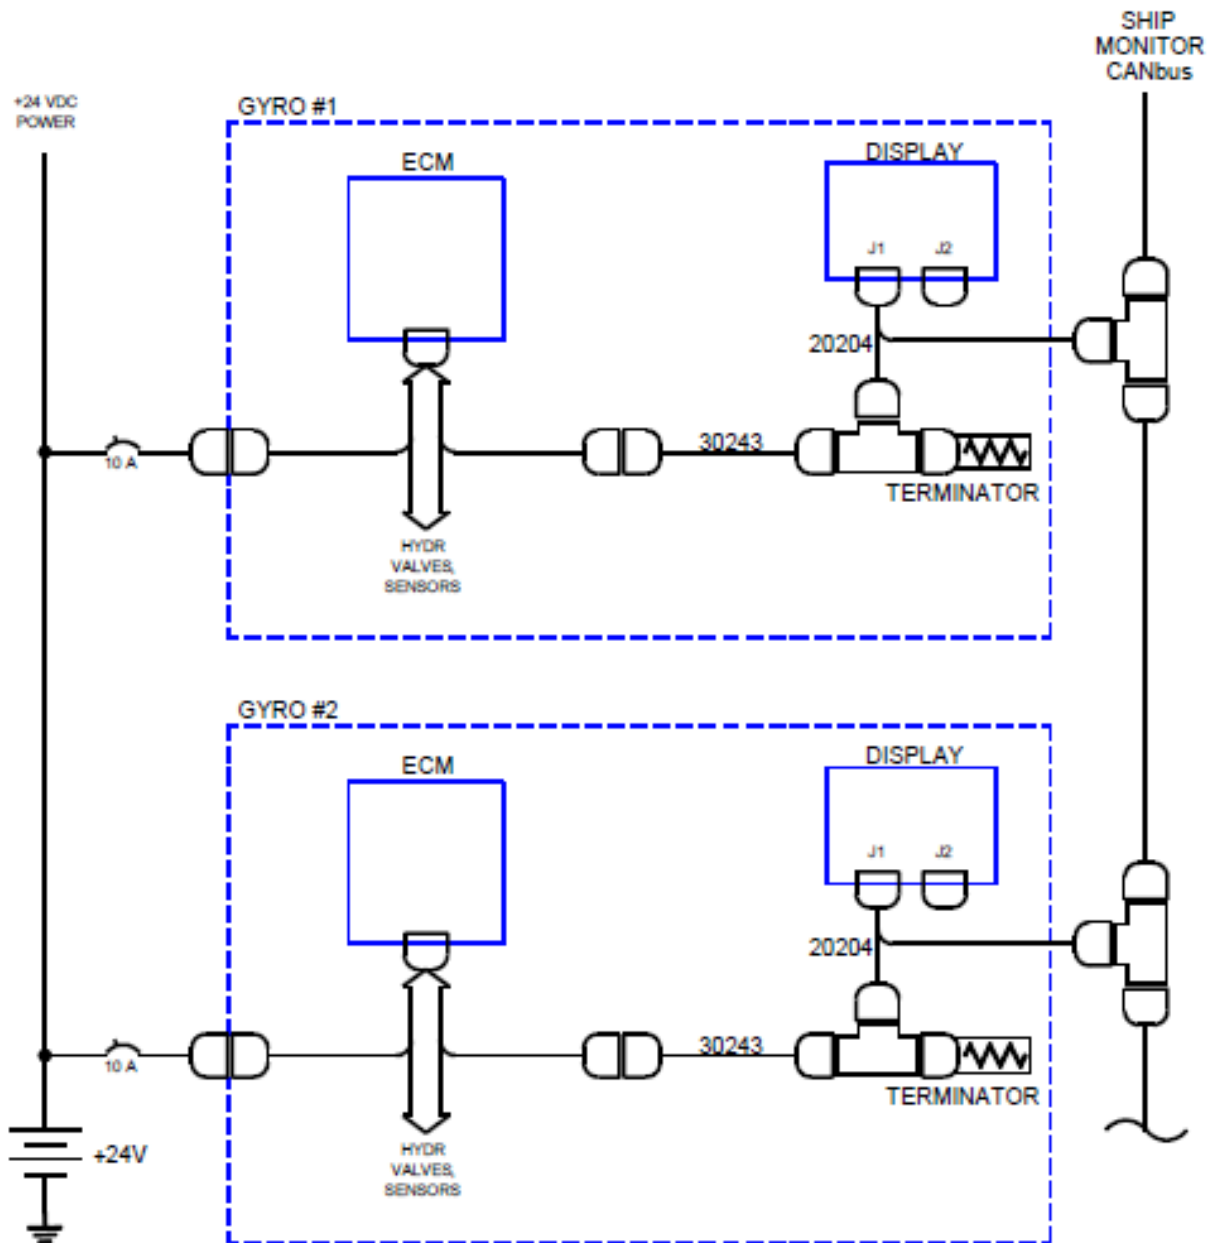 SHIP
MONITOR
CANbus
+24 VDC
POWER
GYRO #1
ECM
DISPLAY
J1
J2
20204
10 A
30243
TERMINATOR
HYDR
VALVES,
SENSORS
GYRO #2
ECM
DISPLAY
J1
J2
20204
10 A
30243
TERMINATOR
+24V
HYDR
VALVES,
SENSORS